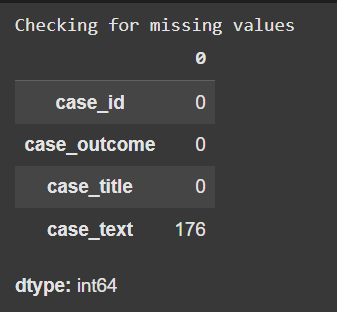 Checking for missing values
0
case_id 0
case_outcome 0
case_title 0
case_text 176
dtype: int64